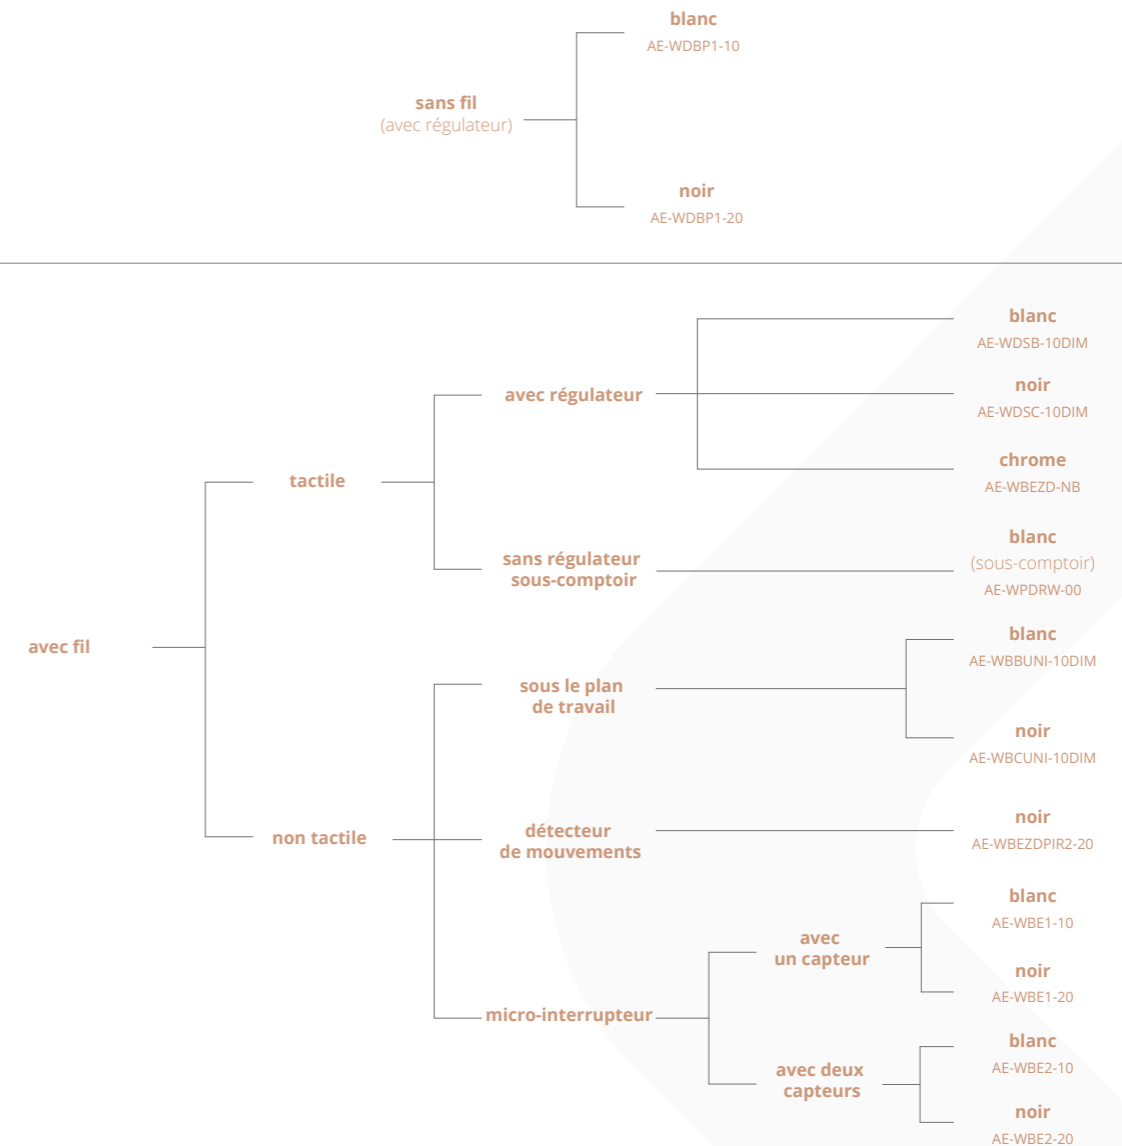 blanc
AE-WDBP1-10
sans fil
(avec régulateur)
noir
AE-WDBP1-20
blanc
AE-WDSB-10DIM
avec régulateur
noir
AE-WDSC-10DIM
chrome
AE-WBEZD-NB
tactile
sans régulateur
sous-comptoir
blanc
(sous-comptoir)
AE-WPDRW-00
avec fil
blanc
AE-WBBUNI-10DIM
sous le plan
de travail
noir
AE-WBCUNI-10DIM
non tactile
détecteur
de mouvements
noir
AE-WBEZDPIR2-20
blanc
AE-WBE1-10
avec
un capteur
noir
AE-WBE1-20
micro-interrupteur
blanc
AE-WBE2-10
avec deux
capteurs
noir
AE-WBE2-20